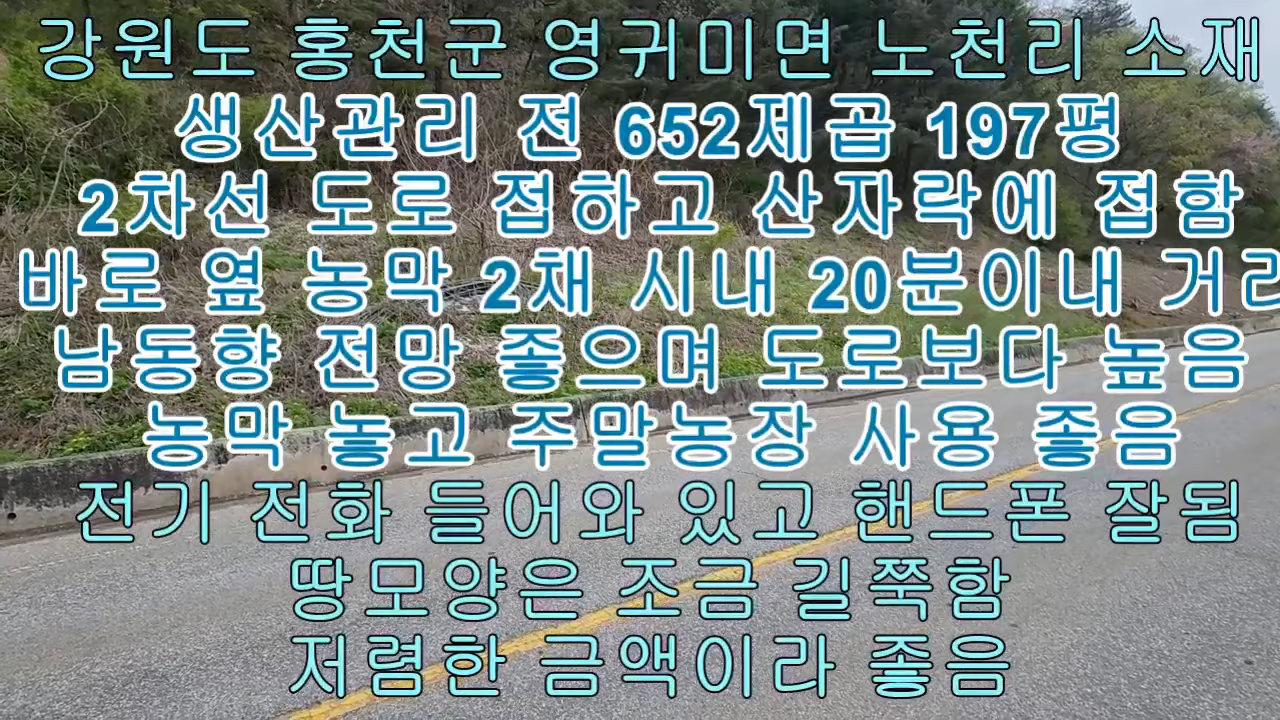 강원도 홍천군 영귀미면 노천리 소재
생산관리 전 652제곱 197평
2차선 도로 접하고 산자락에 접함
바로 옆 농막 2채 시내 20분이내 거리
남동향 전망 좋으며 도로보다 높음
농막 놓고 주말농장 사용 좋음
전기 전화 들어와 있고 핸드폰 잘됨
땅모양은 조금 길쭉함
저렴한 금액이라 좋음